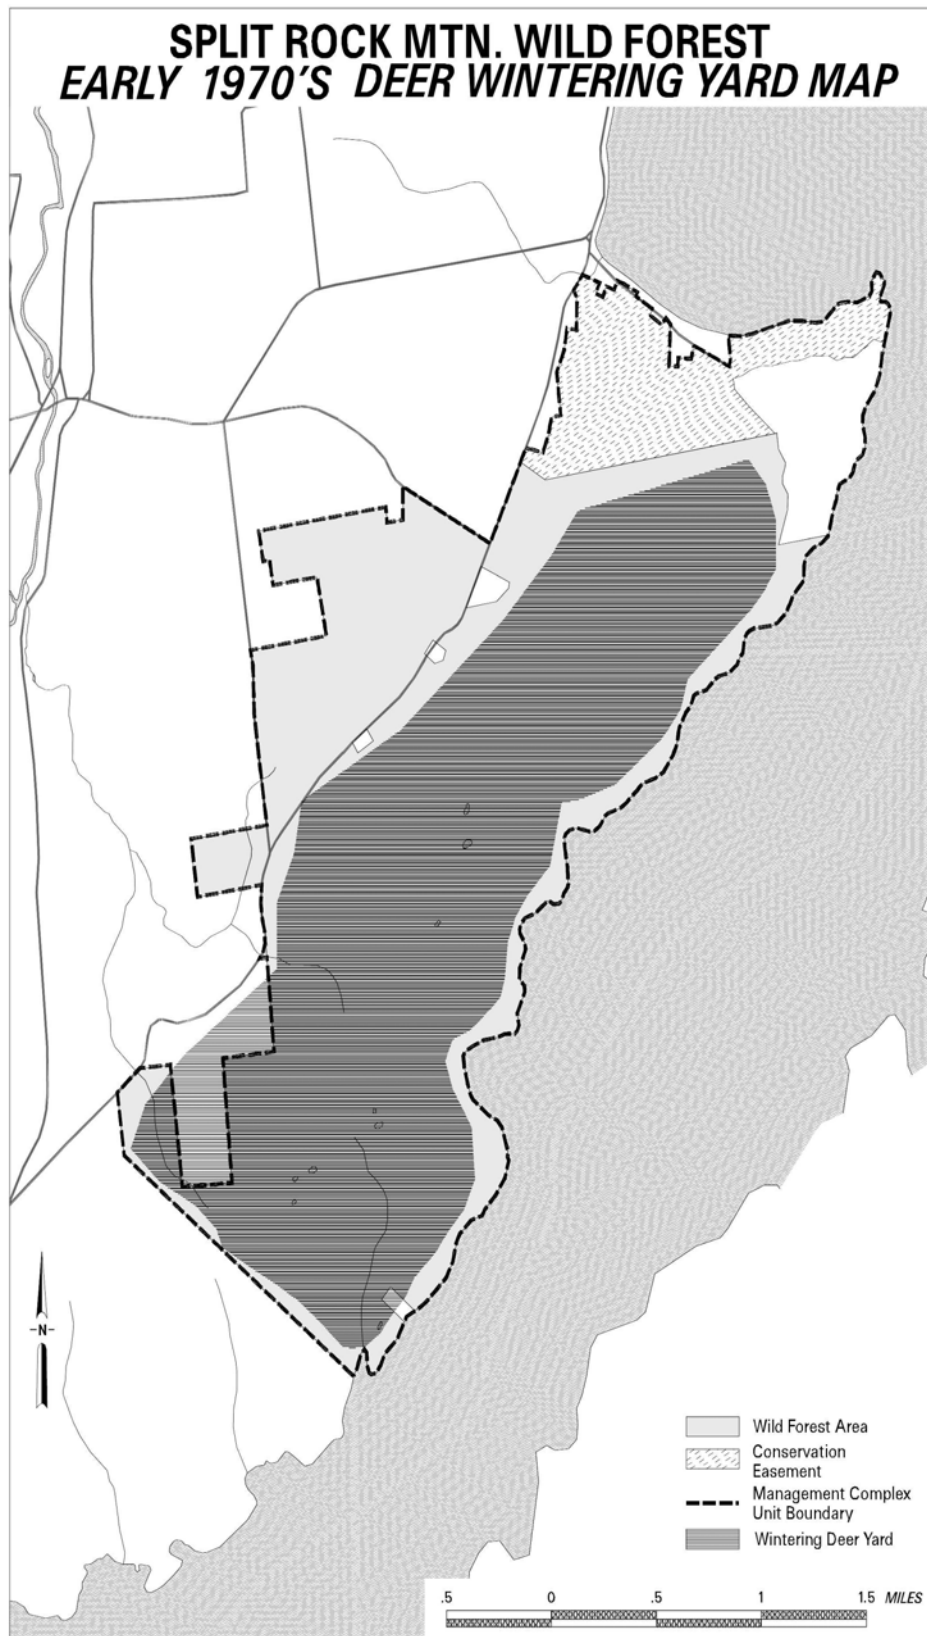 SPLIT ROCK MTN. WILD FOREST
EARLY 1970'S DEER WINTERING YARD MAP
-N-
Wild Forest Area
Conservation
Easement
Management Complex
Unit Boundary
Wintering Deer Yard
.5 0 .5 1 1.5 MILES